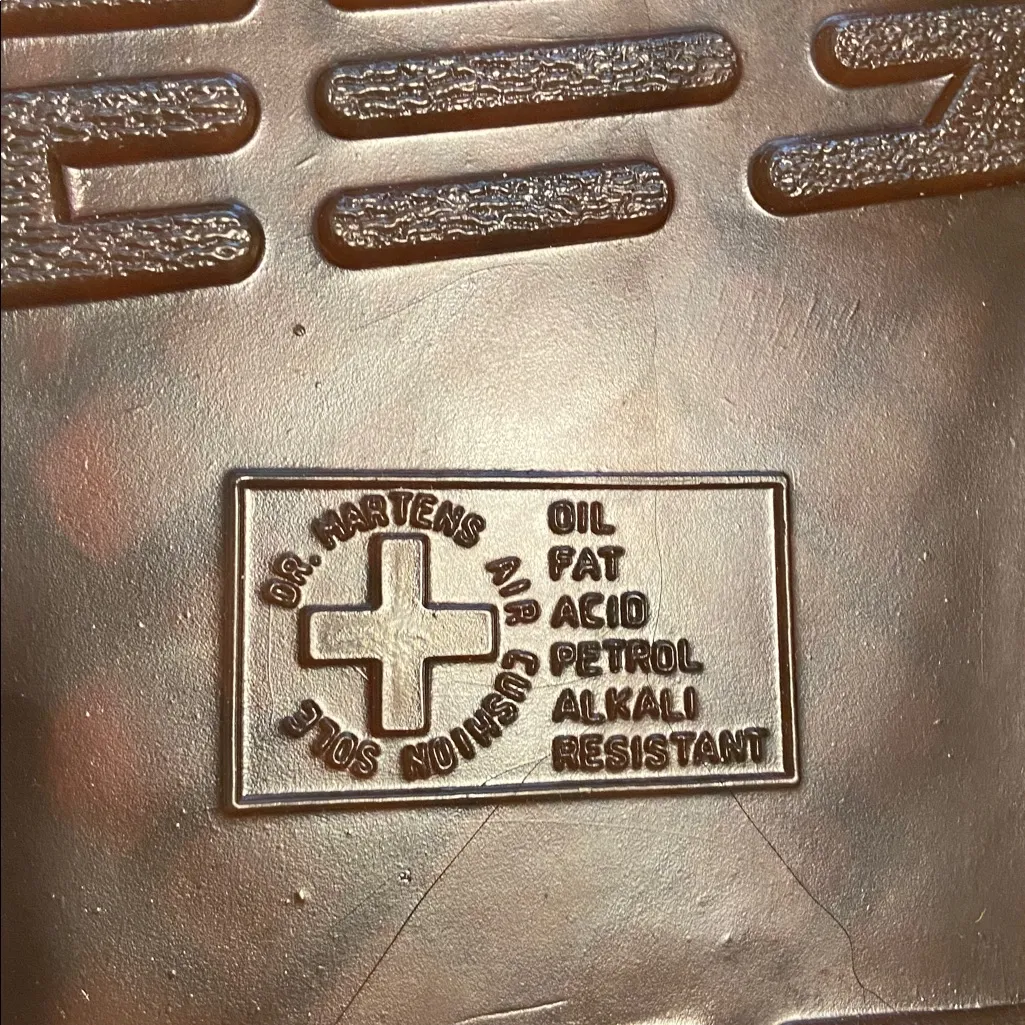 DR. MARTENS AIR CUSHION SOLE
OIL
FAT
ACID
PETROL
ALKALI
RESISTANT